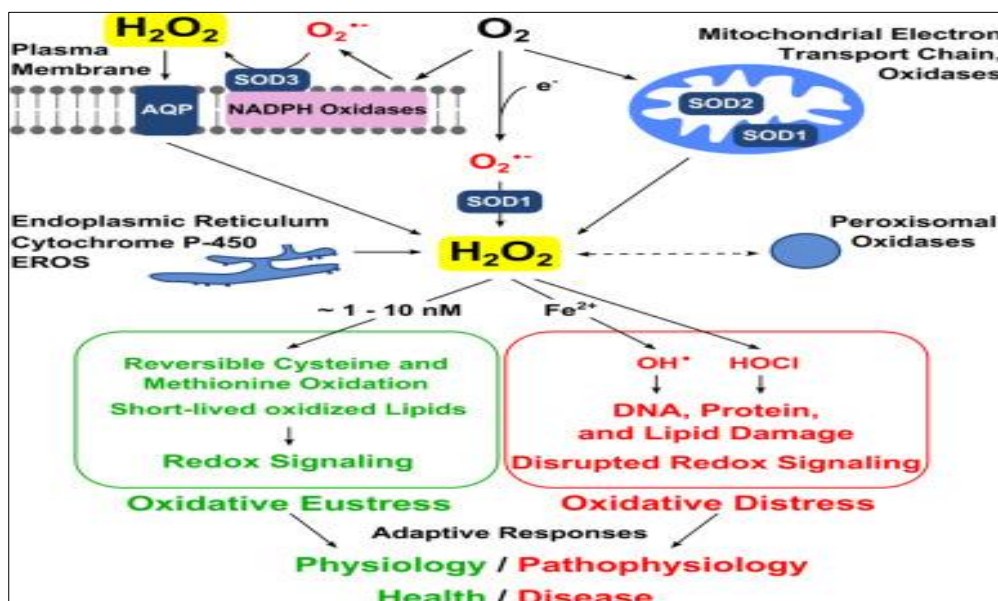 H₂O₂
O₂•-
O₂
Plasma
Membrane
SOD3
AQP
NADPH Oxidases
e-
Mitochondrial Electron
Transport Chain,
Oxidases
SOD2
SOD1
O₂•-
SOD1
Endoplasmic Reticulum
Cytochrome P-450
EROS
H₂O₂
Peroxisomal
Oxidases
~ 1 - 10 nM
Fe²⁺
Reversible Cysteine and
Methionine Oxidation
Short-lived oxidized Lipids
Redox Signaling
OH•
HOCl
DNA, Protein,
and Lipid Damage
Disrupted Redox Signaling
Oxidative Eustress
Oxidative Distress
Adaptive Responses
Physiology / Pathophysiology
Health / Disease